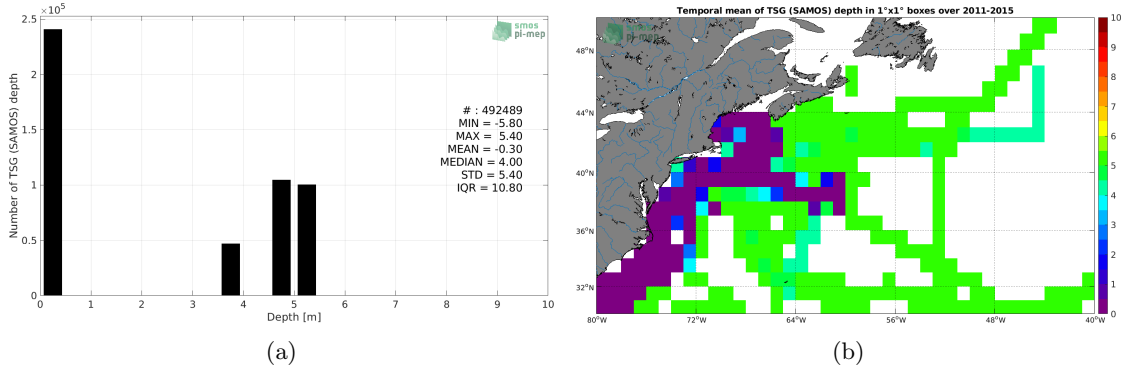 ×10⁵
2.5
2
1.5
1
0.5
0
Number of TSG (SAMOS) depth
smos
pi-mep
# : 492489
MIN = -5.80
MAX = 5.40
MEAN = -0.30
MEDIAN = 4.00
STD = 5.40
IQR = 10.80
0 1 2 3 4 5 6 7 8 9 10
Depth [m]
(a)
Temporal mean of TSG (SAMOS) depth in 1°x1° boxes over 2011-2015
smos
pi-mep
48°N
44°N
40°N
36°N
32°N
80°W 72°W 64°W 56°W 48°W 40°W
10
9
8
7
6
5
4
3
2
1
0
(b)